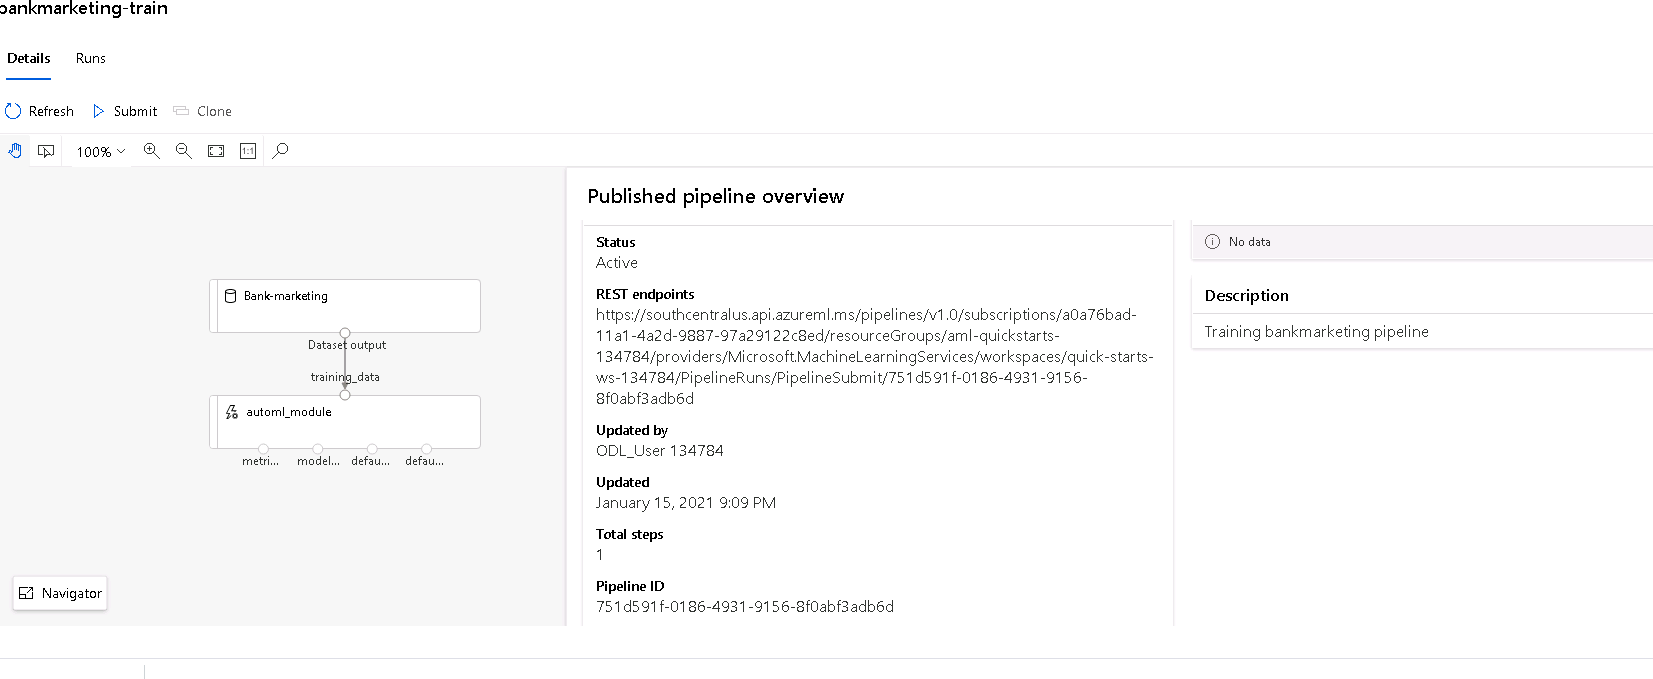 bankmarketing-train
Details Runs
Refresh Submit Clone
100% 1:1
Bank-marketing
Dataset output
training_data
automl_module
metri... model... defau... defau...
Navigator
Published pipeline overview
Status
Active
REST endpoints
https://southcentralus.api.azureml.ms/pipelines/v1.0/subscriptions/a0a76bad-
11a1-4a2d-9887-97a29122c8ed/resourceGroups/aml-quickstarts-
134784/providers/Microsoft.MachineLearningServices/workspaces/quick-starts-
ws-134784/PipelineRuns/PipelineSubmit/751d591f-0186-4931-9156-
8f0abf3adb6d
Updated by
ODL_User 134784
Updated
January 15, 2021 9:09 PM
Total steps
1
Pipeline ID
751d591f-0186-4931-9156-8f0abf3adb6d
No data
Description
Training bankmarketing pipeline